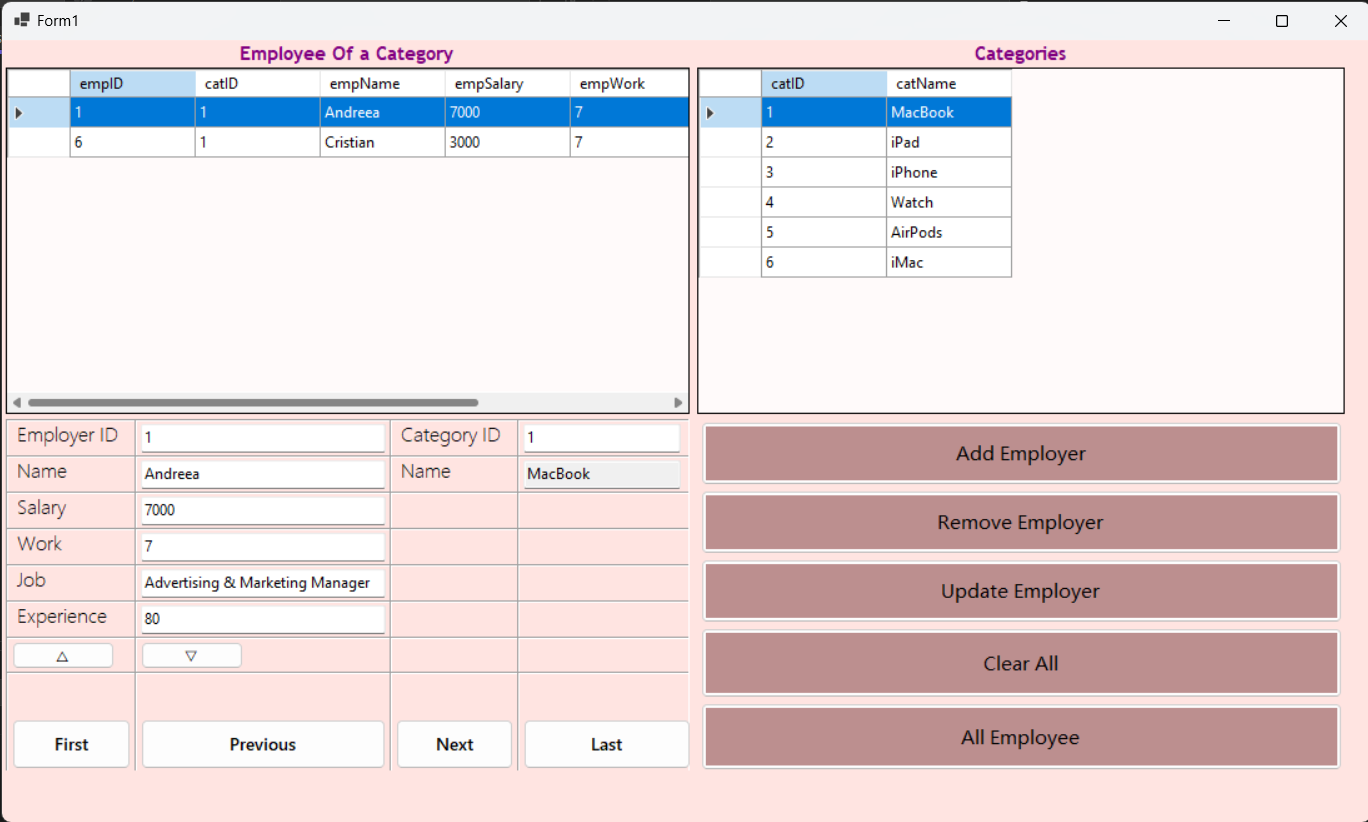 Form1
Employee Of a Category
empID catID empName empSalary empWork
1 1 Andreea 7000 7
6 1 Cristian 3000 7
Categories
catID catName
1 MacBook
2 iPad
3 iPhone
4 Watch
5 AirPods
6 iMac
Employer ID 1 Category ID 1
Name Andreea Name MacBook
Salary 7000
Work 7
Job Advertising & Marketing Manager
Experience 80
△ ▽
First Previous Next Last
Add Employer
Remove Employer
Update Employer
Clear All
All Employee